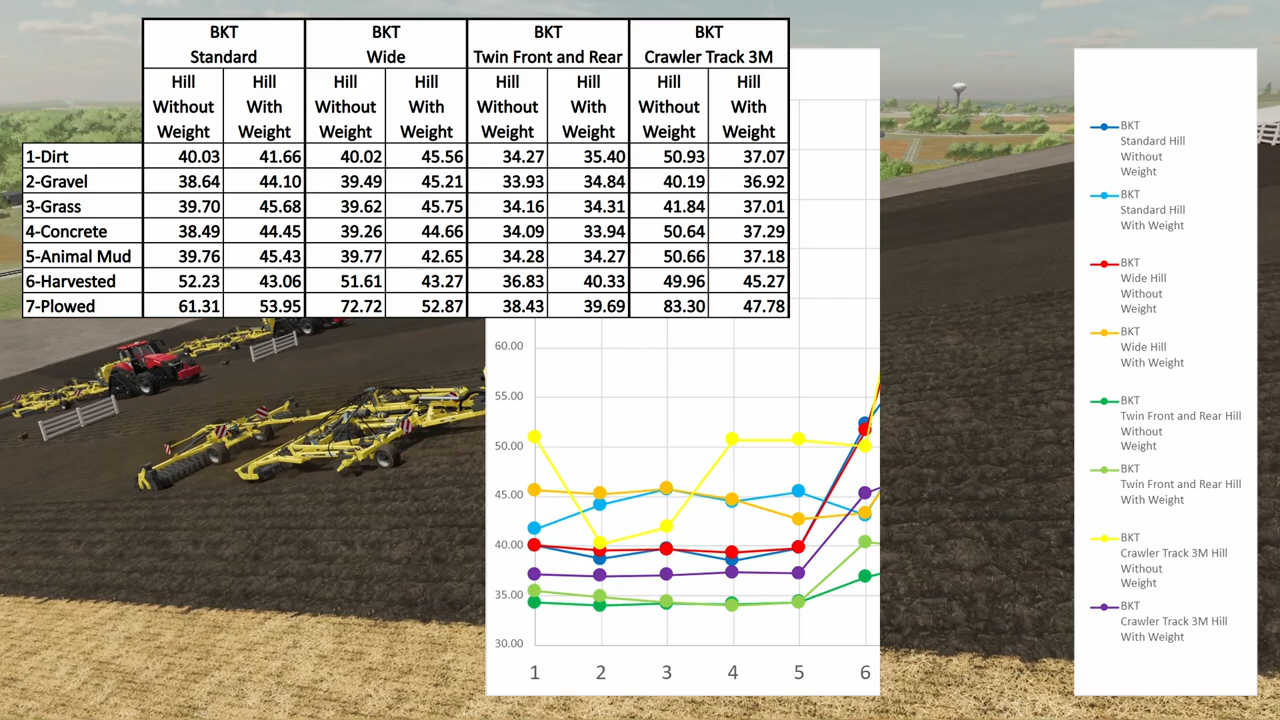 BKT BKT BKT BKT
Standard Wide Twin Front and Rear Crawler Track 3M
Hill Hill Hill Hill Hill Hill Hill Hill
Without With Without With Without With Without With
Weight Weight Weight Weight Weight Weight Weight Weight
1-Dirt 40.03 41.66 40.02 45.56 34.27 35.40 50.93 37.07
2-Gravel 38.64 44.10 39.49 45.21 33.93 34.84 40.19 36.92
3-Grass 39.70 45.68 39.62 45.75 34.16 34.31 41.84 37.01
4-Concrete 38.49 44.45 39.26 44.66 34.09 33.94 50.64 37.29
5-Animal Mud 39.76 45.43 39.77 42.65 34.28 34.27 50.66 37.18
6-Harvested 52.23 43.06 51.61 43.27 36.83 40.33 49.96 45.27
7-Plowed 61.31 53.95 72.72 52.87 38.43 39.69 83.30 47.78
60.00
55.00
50.00
45.00
40.00
35.00
30.00
1 2 3 4 5 6
BKT
Standard Hill
Without
Weight
BKT
Standard Hill
With Weight
BKT
Wide Hill
Without
Weight
BKT
Wide Hill
With Weight
BKT
Twin Front and Rear Hill
Without
Weight
BKT
Twin Front and Rear Hill
With Weight
BKT
Crawler Track 3M Hill
Without
Weight
BKT
Crawler Track 3M Hill
With Weight